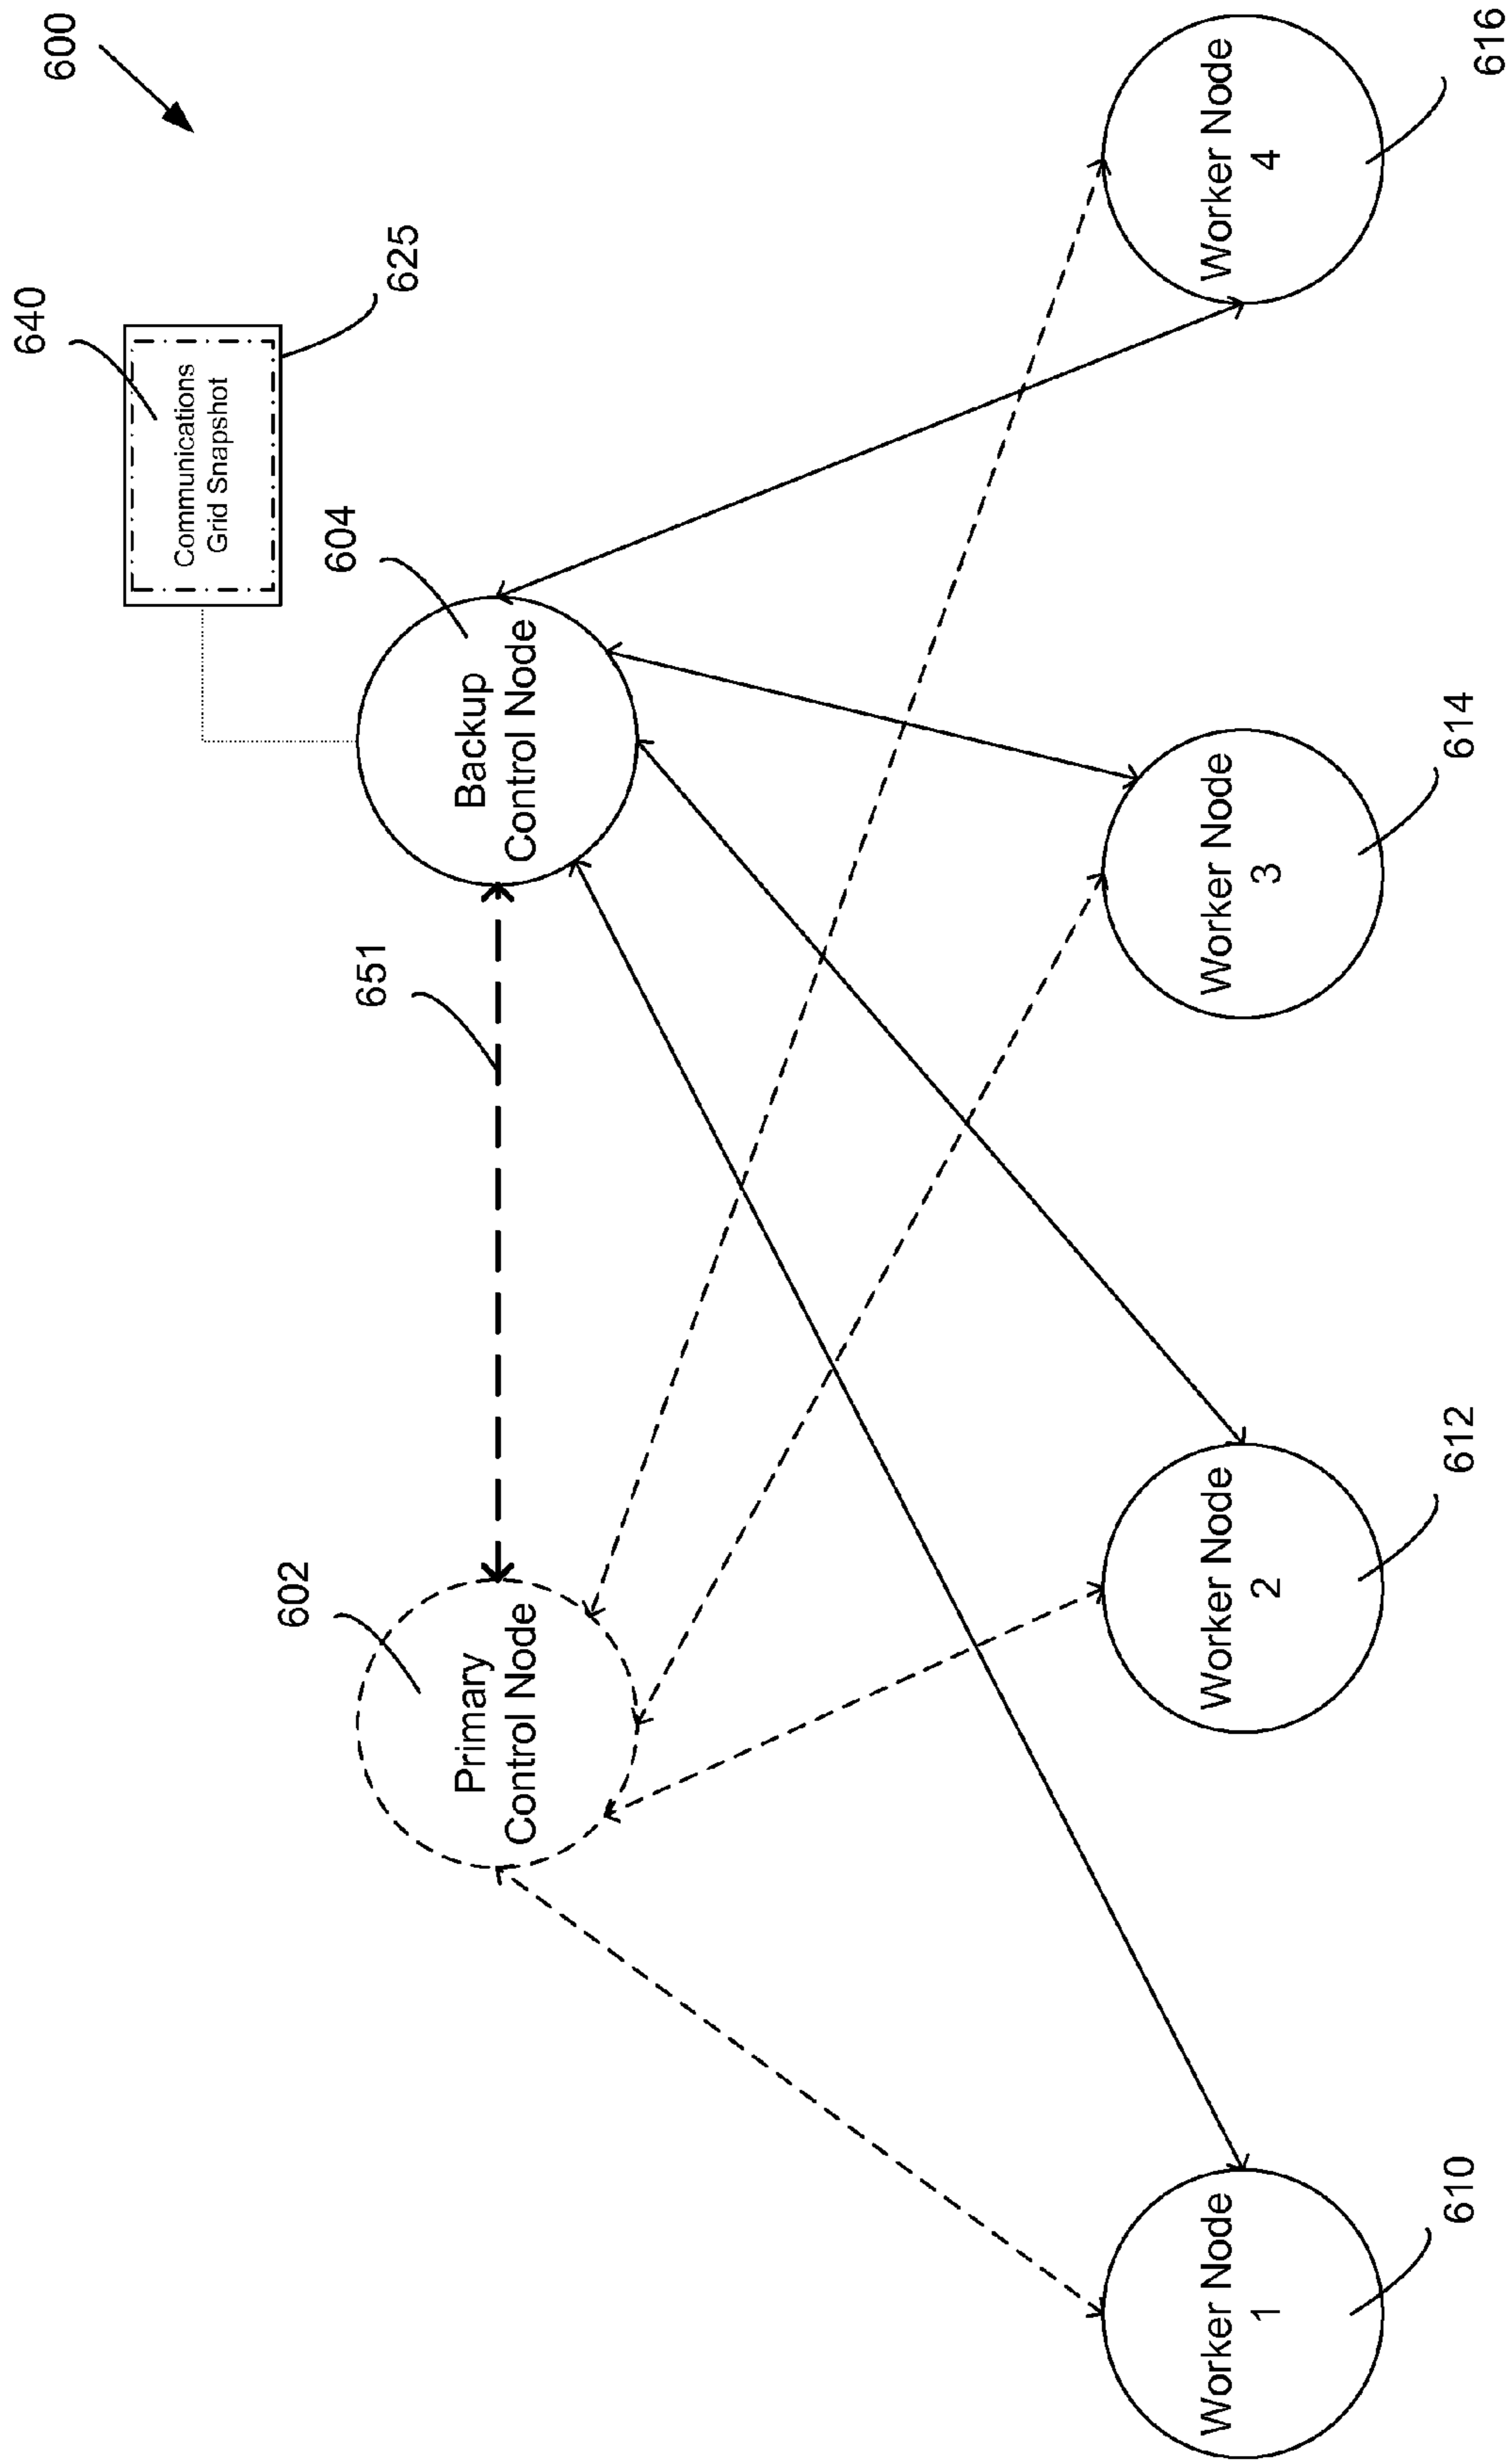 600
640
Communications
Grid Snapshot
625
604
Backup
Control Node
651
602
Primary
Control Node
Worker Node
1
610
Worker Node
2
612
Worker Node
3
614
Worker Node
4
616